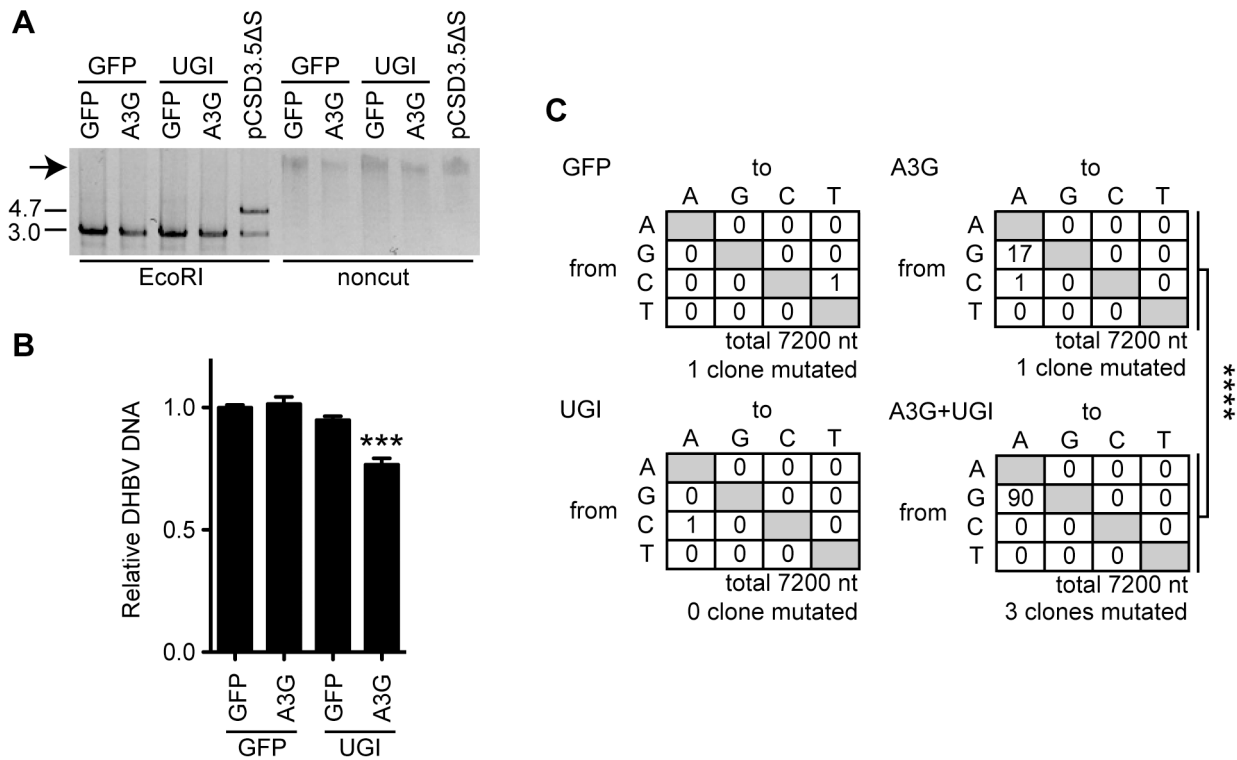 A
GFP UGI
GFP A3G GFP A3G pCSD3.5ΔS GFP A3G GFP A3G pCSD3.5ΔS
GFP UGI
4.7
3.0
EcoRI noncut
B
Relative DHBV DNA
1.0
0.5
0.0
***
GFP A3G GFP A3G
GFP UGI
C
GFP to
A G C T
A 0 0 0
G 0 0 0
from
C 0 0 1
T 0 0 0
total 7200 nt
1 clone mutated
A3G to
A G C T
A 0 0 0
G 17 0 0
from
C 1 0 0
T 0 0 0
total 7200 nt
1 clone mutated
UGI to
A G C T
A 0 0 0
G 0 0 0
from
C 1 0 0
T 0 0 0
total 7200 nt
0 clone mutated
A3G+UGI to
A G C T
A 0 0 0
G 90 0 0
from
C 0 0 0
T 0 0 0
total 7200 nt
3 clones mutated
****